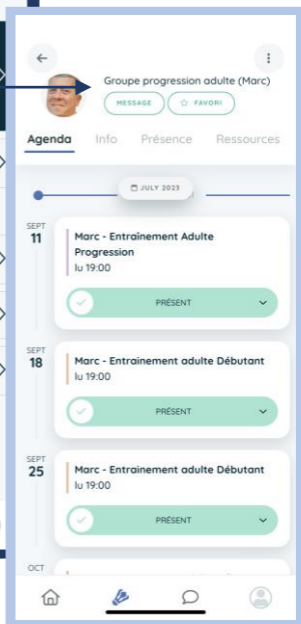 Groupe progression adulte (Marc)
MESSAGE
FAVORI
Agenda Info Présence Ressources
JULY 2023
SEPT
11
Marc - Entraînement Adulte
Progression
lu 19:00
PRÉSENT
SEPT
18
Marc - Entrainement adulte Débutant
lu 19:00
PRÉSENT
SEPT
25
Marc - Entrainement adulte Débutant
lu 19:00
PRÉSENT
OCT